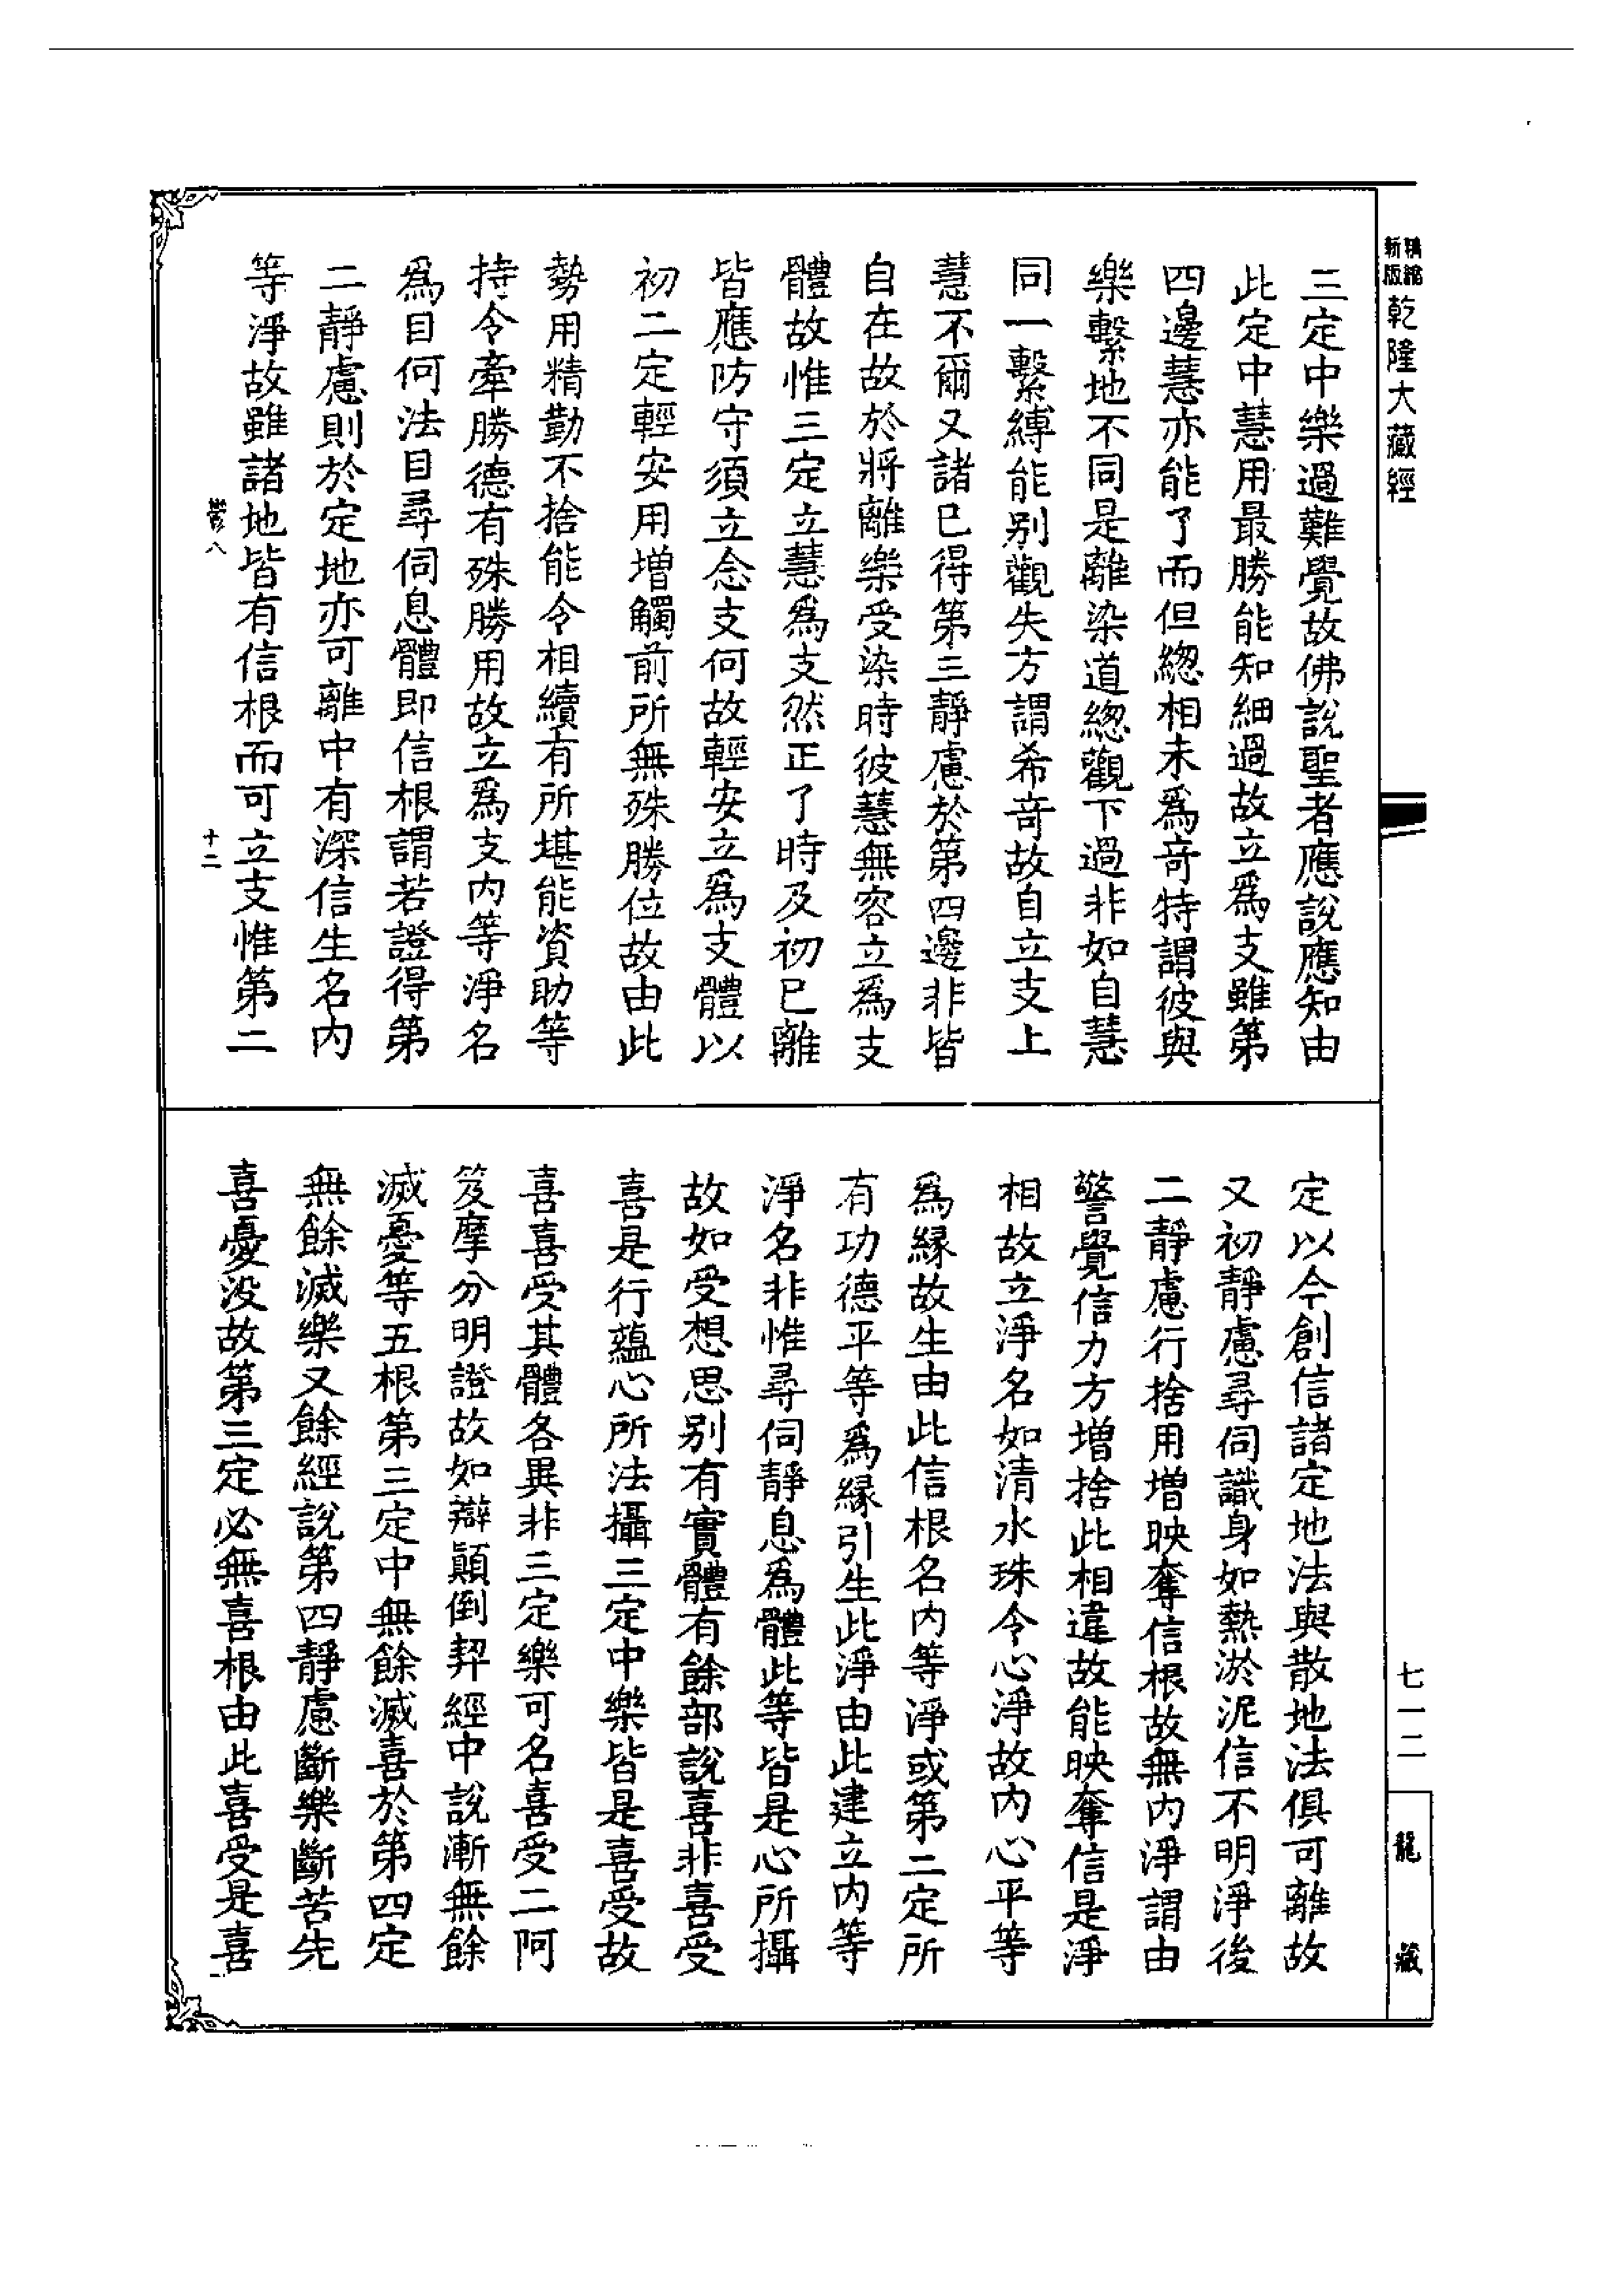 精縮
新版
乾隆大藏經
三定中樂過難覺故佛說聖者應說應知由
此定中慧用最勝能知細過故立爲支雖第
四邊慧亦能了而但總相未爲奇特謂彼與
樂繫地不同是離染道總觀下過非如自慧
同一繫縛能別觀失方謂希奇故自立支上
慧不爾又諸已得第三靜慮於第四邊非皆
自在故於將離樂受染時彼慧無容立爲支
體故惟三定立慧爲支然正了時及初已離
皆應防守須立念支何故輕安立爲支體以
初二定輕安用增觸前所無殊勝位故由此
勢用精勤不捨能令相續有所堪能資助等
持令牽勝德有殊勝用故立爲支內等淨名
爲目何法目尋伺息體即信根謂若證得第
二靜慮則於定地亦可離中有深信生名內
等淨故雖諸地皆有信根而可立支惟第二
鬱八
十二
定以今創信諸定地法與散地法俱可離故
又初靜慮尋伺識身如熱淤泥信不明淨後
二靜慮行捨用增映奪信根故無內淨謂由
警覺信力方增捨此相違故能映奪信是淨
相故立淨名如清水珠令心淨故內心平等
爲緣故生由此信根名內等淨或第二定所
有功德平等爲緣引生此淨由此建立內等
淨名非惟尋伺靜息爲體此等皆是心所攝
故如受想思別有實體有餘部說喜非喜受
喜是行蘊心所法攝三定中樂皆是喜受故
喜喜受其體各異非三定樂可名喜受二阿
笈摩分明證故如辯顛倒契經中說漸無餘
滅憂等五根第三定中無餘滅喜於第四定
無餘滅樂又餘經說第四靜慮斷樂斷苦先
喜憂沒故第三定必無喜根由此喜受是喜
七一二
龍藏